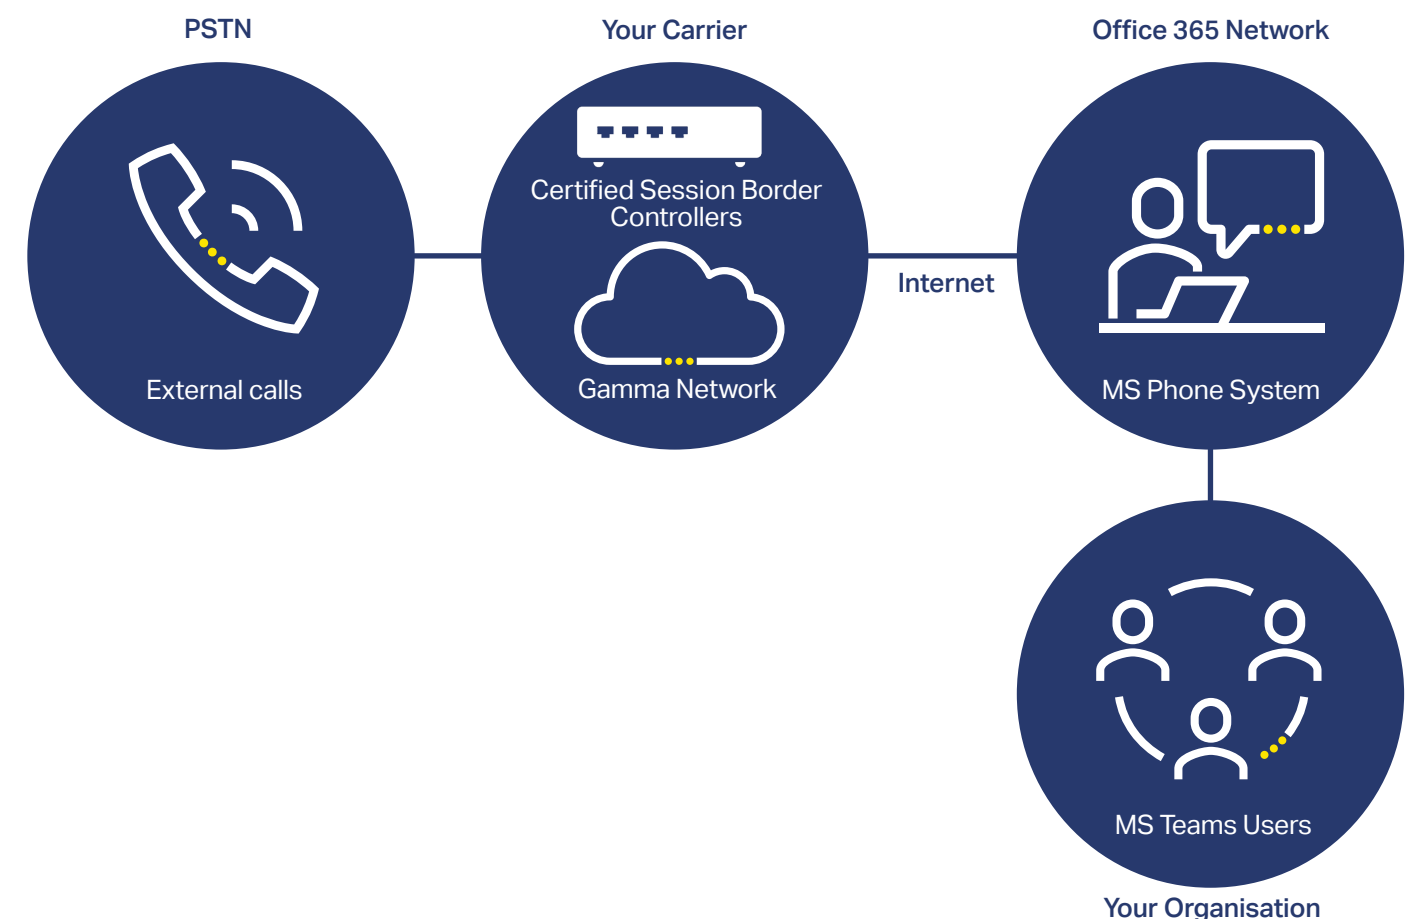 PSTN
Your Carrier
Office 365 Network
Certified Session Border
Controllers
Internet
External calls
Gamma Network
MS Phone System
MS Teams Users
Your Organisation